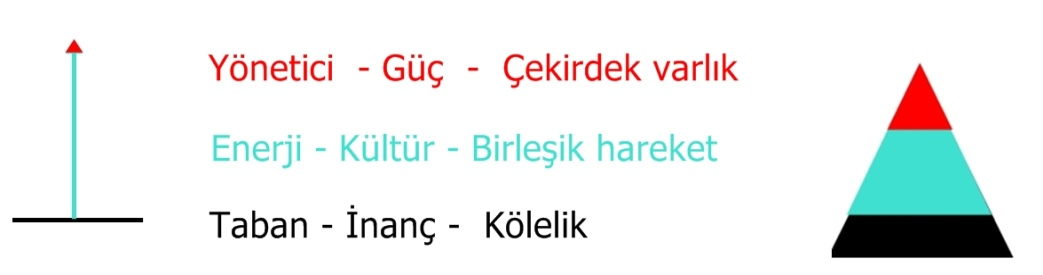 Yönetici - Güç - Çekirdek varlık
Enerji - Kültür - Birleşik hareket
Taban - İnanç - Kölelik